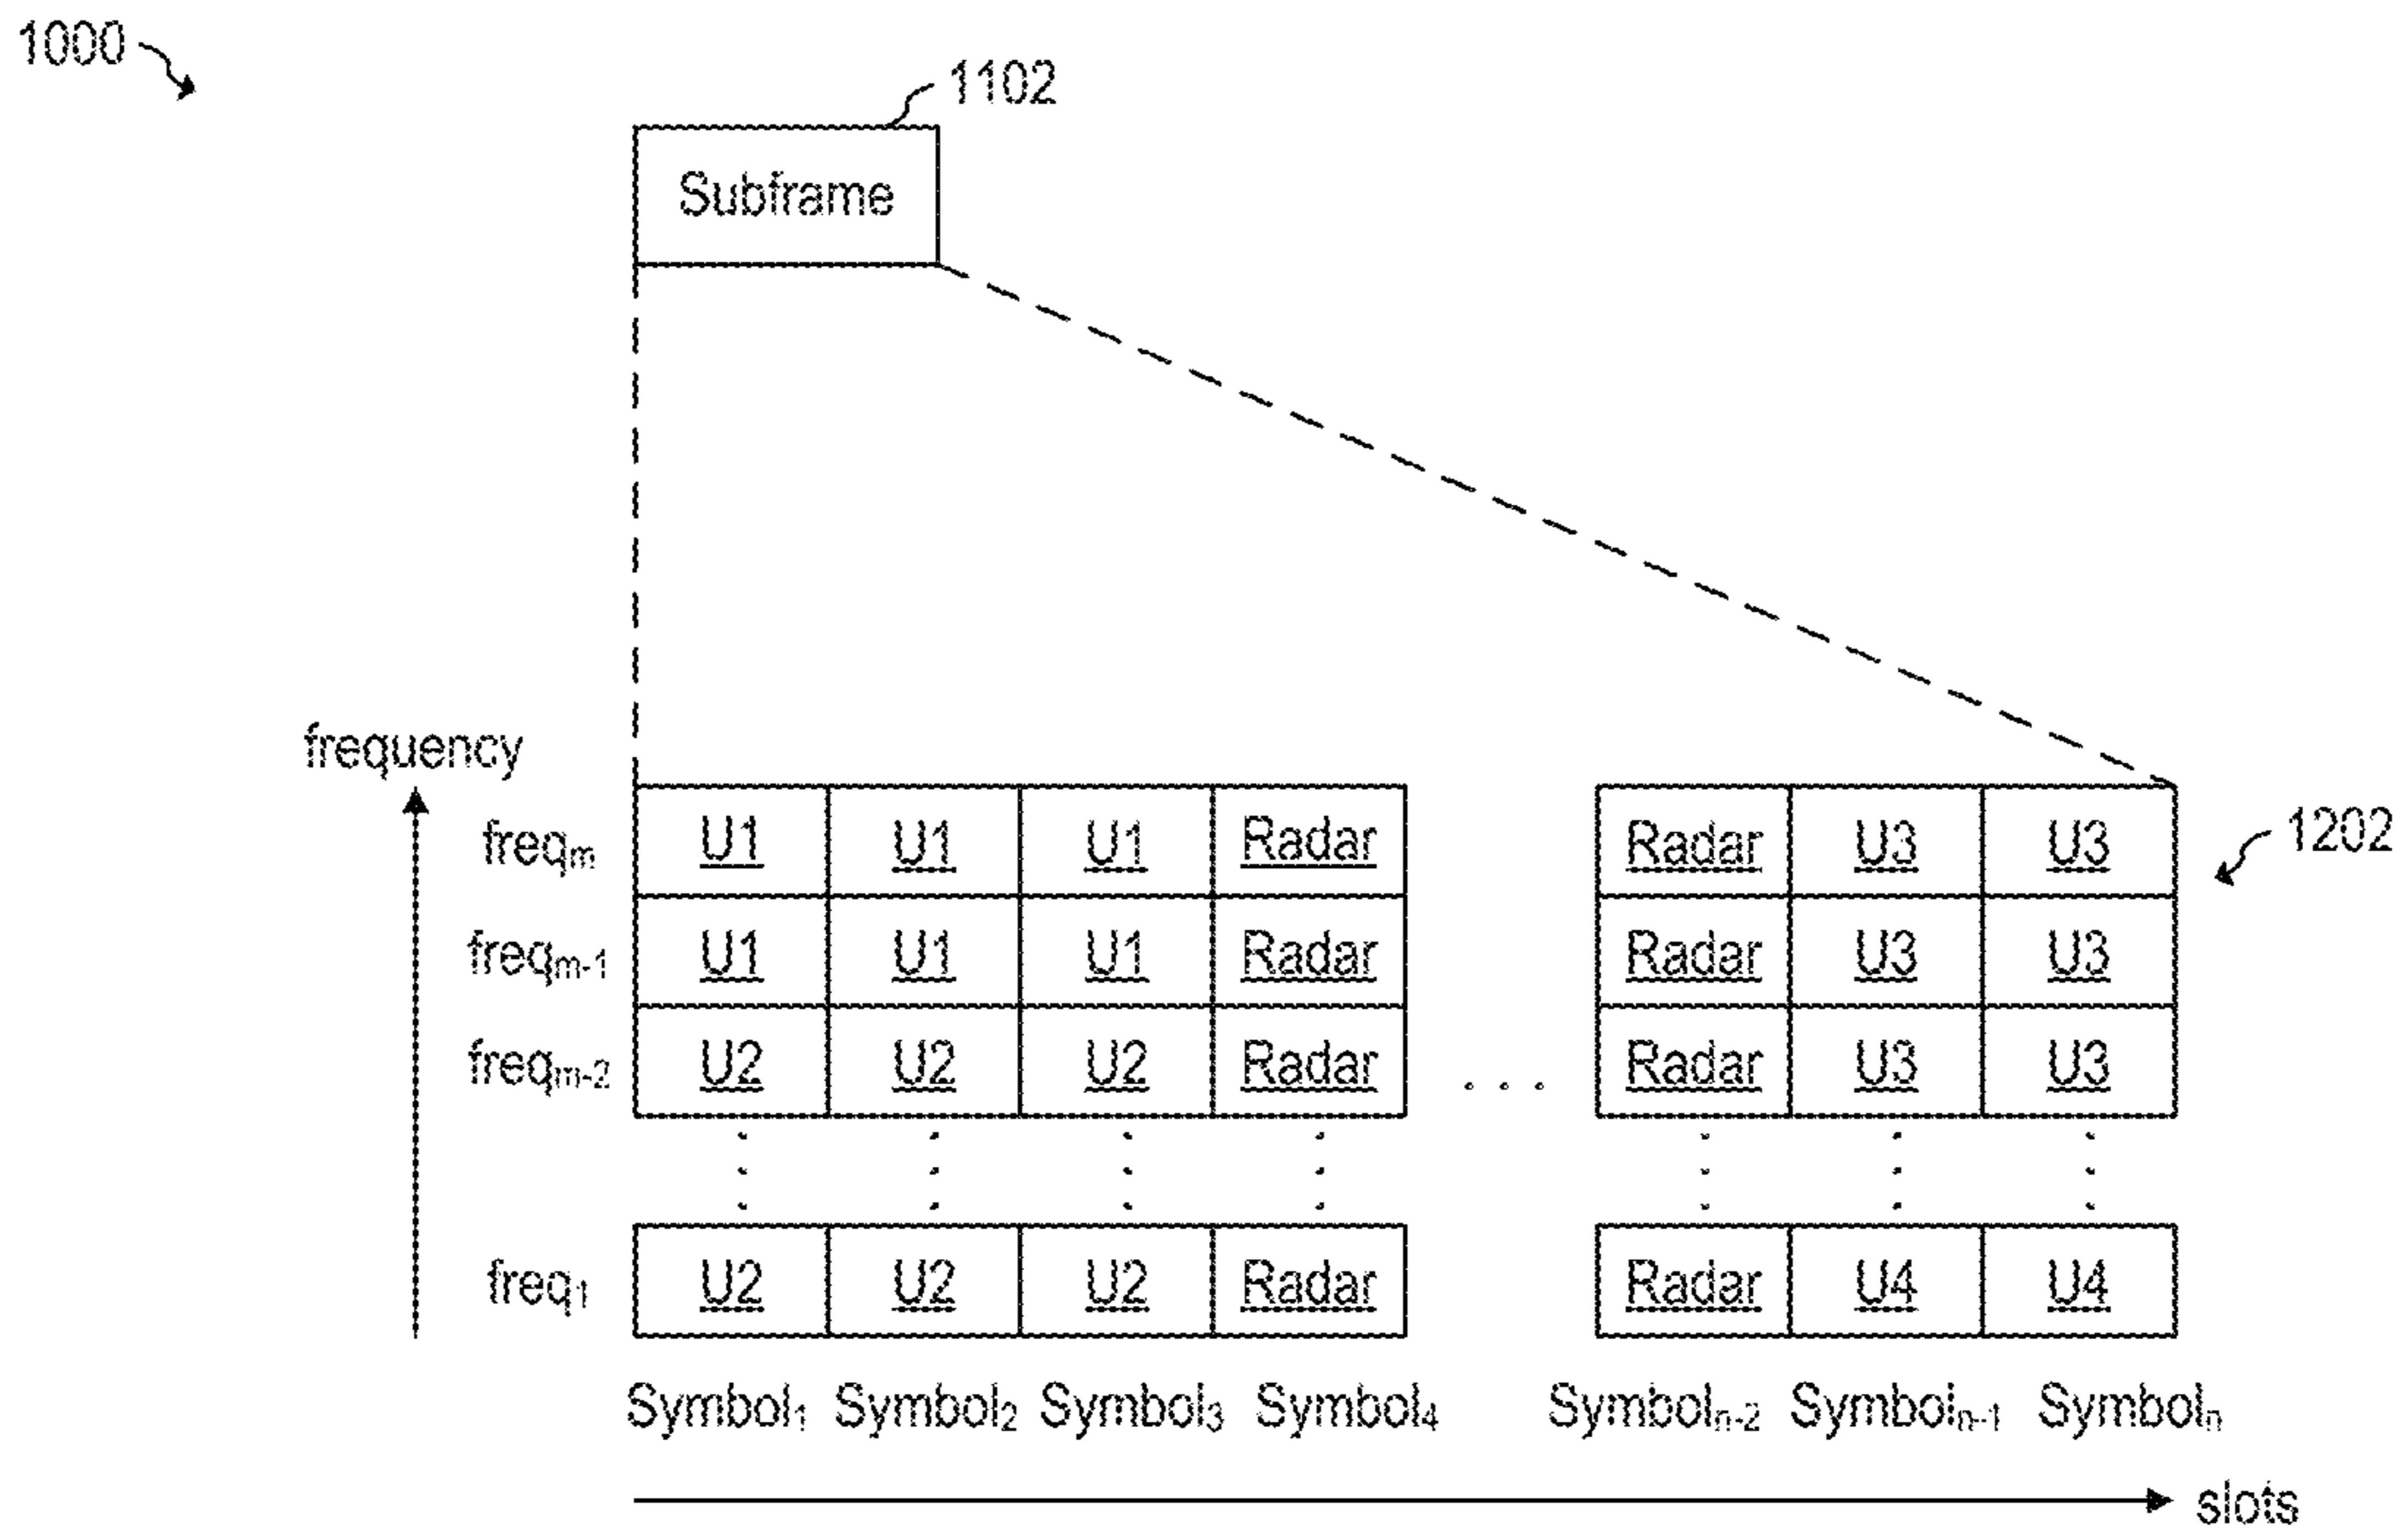 1000
1102
Subframe
frequency
freqm U1 U1 U1 Radar Radar U3 U3
1202
freqm-1 U1 U1 U1 Radar Radar U3 U3
freqm-2 U2 U2 U2 Radar . . . Radar U3 U3
freq1 U2 U2 U2 Radar Radar U4 U4
Symbol1 Symbol2 Symbol3 Symbol4 Symboln-2 Symboln-1 Symboln
slots